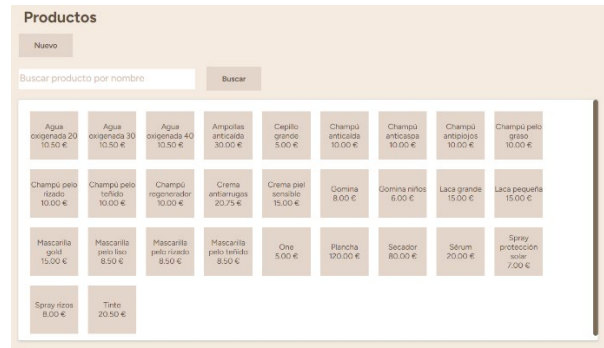 Productos
Nuevo
Buscar producto por nombre
Buscar
Agua
oxigenada 20
10.50 €
Agua
oxigenada 30
10.50 €
Agua
oxigenada 40
10.50 €
Ampollas
anticaida
30.00 €
Cepillo
grande
5.00 €
Champú
anticaida
10.00 €
Champú
anticaspa
10.00 €
Champú
antipiojos
10.00 €
Champú pelo
graso
10.00 €
Champú pelo
rizado
10.00 €
Champú pelo
teñido
10.00 €
Champú
regenerador
10.00 €
Crema
antiarrugas
20.75 €
Crema piel
sensible
15.00 €
Gomina
8.00 €
Gomina niños
6.00 €
Laca grande
15.00 €
Laca pequeña
15.00 €
Mascarilla
gold
15.00 €
Mascarilla
pelo liso
8.50 €
Mascarilla
pelo rizado
8.50 €
Mascarilla
pelo teñido
8.50 €
One
5.00 €
Plancha
120.00 €
Secador
80.00 €
Sérum
20.00 €
Spray
protección
solar
7.00 €
Spray rizos
8.00 €
Tinte
20.50 €